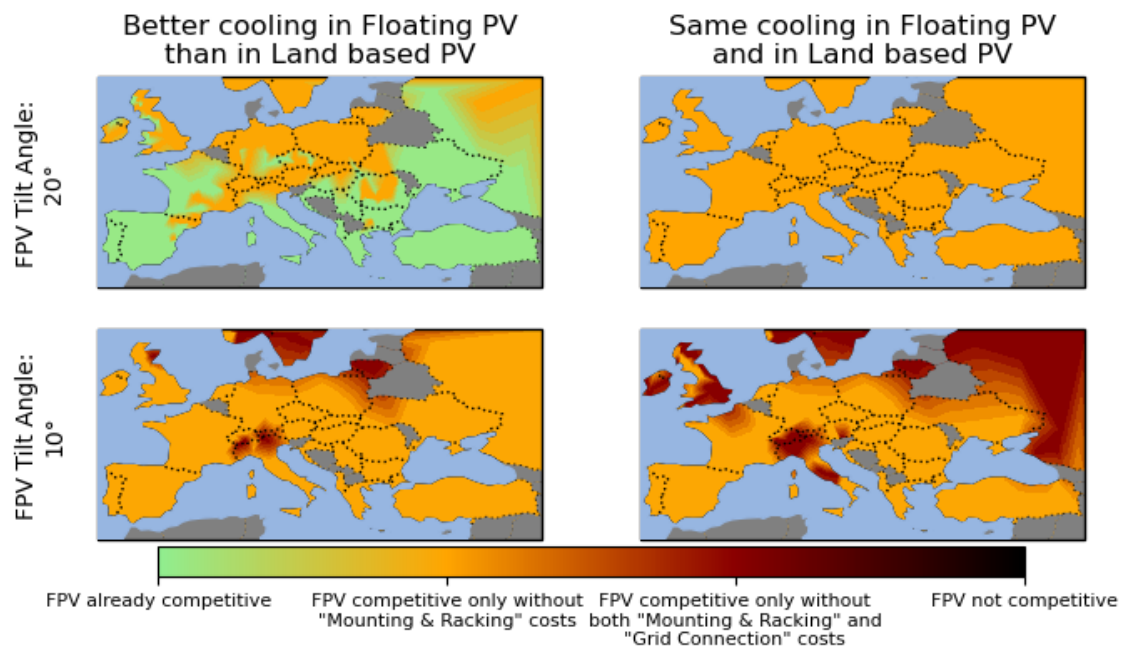 Better cooling in Floating PV
than in Land based PV
Same cooling in Floating PV
and in Land based PV
FPV Tilt Angle:
20°
FPV Tilt Angle:
10°
FPV already competitive
FPV competitive only without
"Mounting & Racking" costs
FPV competitive only without
both "Mounting & Racking" and
"Grid Connection" costs
FPV not competitive